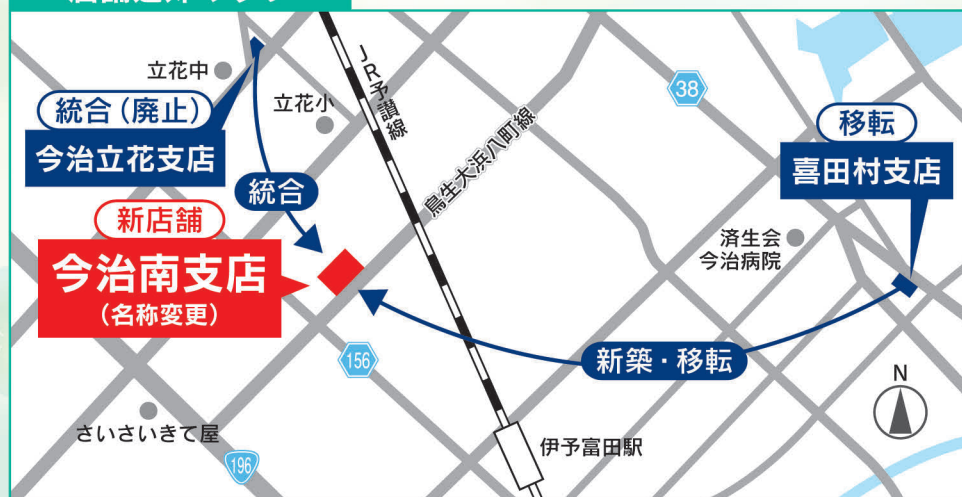 立花中
統合（廃止）
今治立花支店
立花小
JR予讃線
鳥生大浜八町線
38
移転
喜田村支店
統合
新店舗
今治南支店
（名称変更）
済生会
今治病院
156
新築・移転
N
さいさいきて屋
196
伊予富田駅